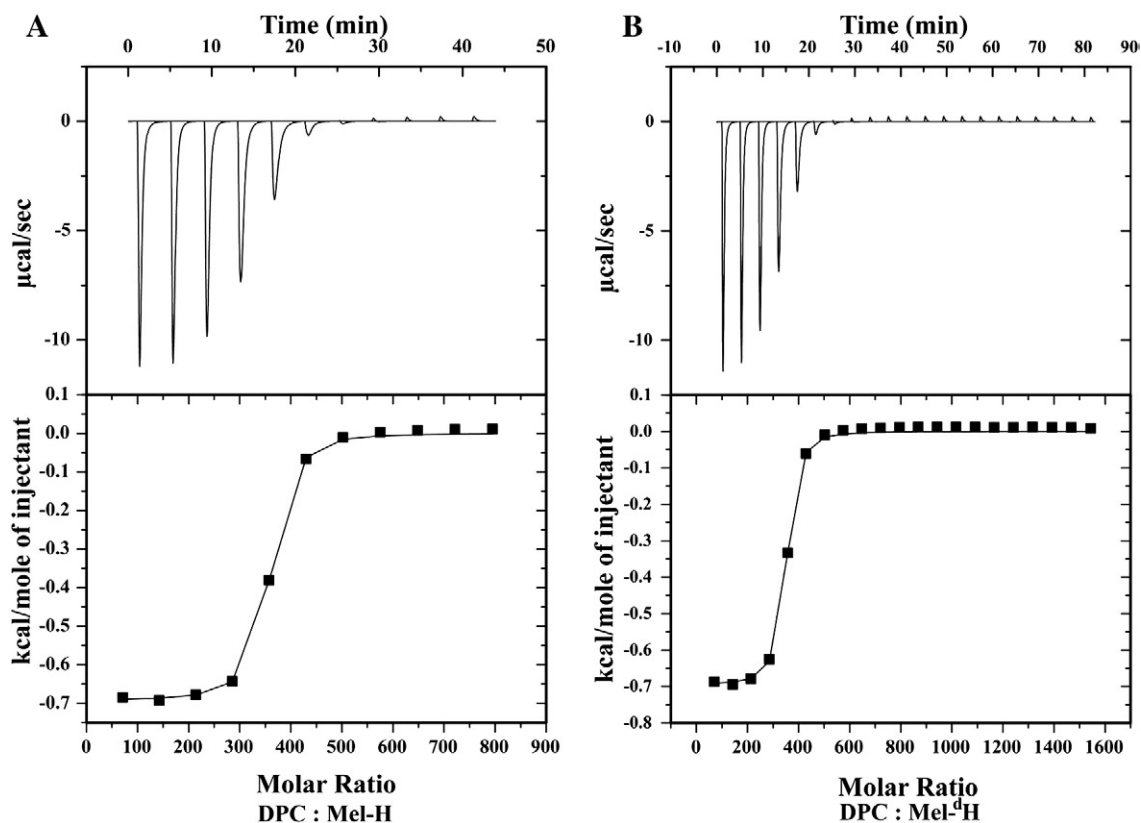 A
Time (min)
0 10 20 30 40 50
0
-5
-10
µcal/sec
0.1
0.0
-0.1
-0.2
-0.3
-0.4
-0.5
-0.6
-0.7
kcal/mole of injectant
0 100 200 300 400 500 600 700 800 900
Molar Ratio
DPC : Mel-H
B
Time (min)
-10 0 10 20 30 40 50 60 70 80 90
0
-5
-10
µcal/sec
0.1
0.0
-0.1
-0.2
-0.3
-0.4
-0.5
-0.6
-0.7
-0.8
kcal/mole of injectant
0 200 400 600 800 1000 1200 1400 1600
Molar Ratio
DPC : Mel-ᵈH